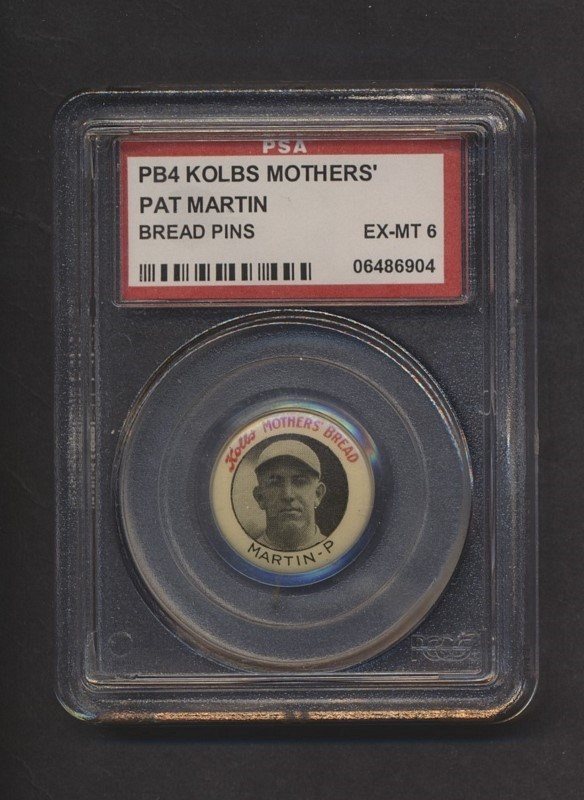 PSA
PB4 KOLBS MOTHERS'
PAT MARTIN
BREAD PINS EX-MT 6
06486904
Kolbs MOTHERS' BREAD
MARTIN-P